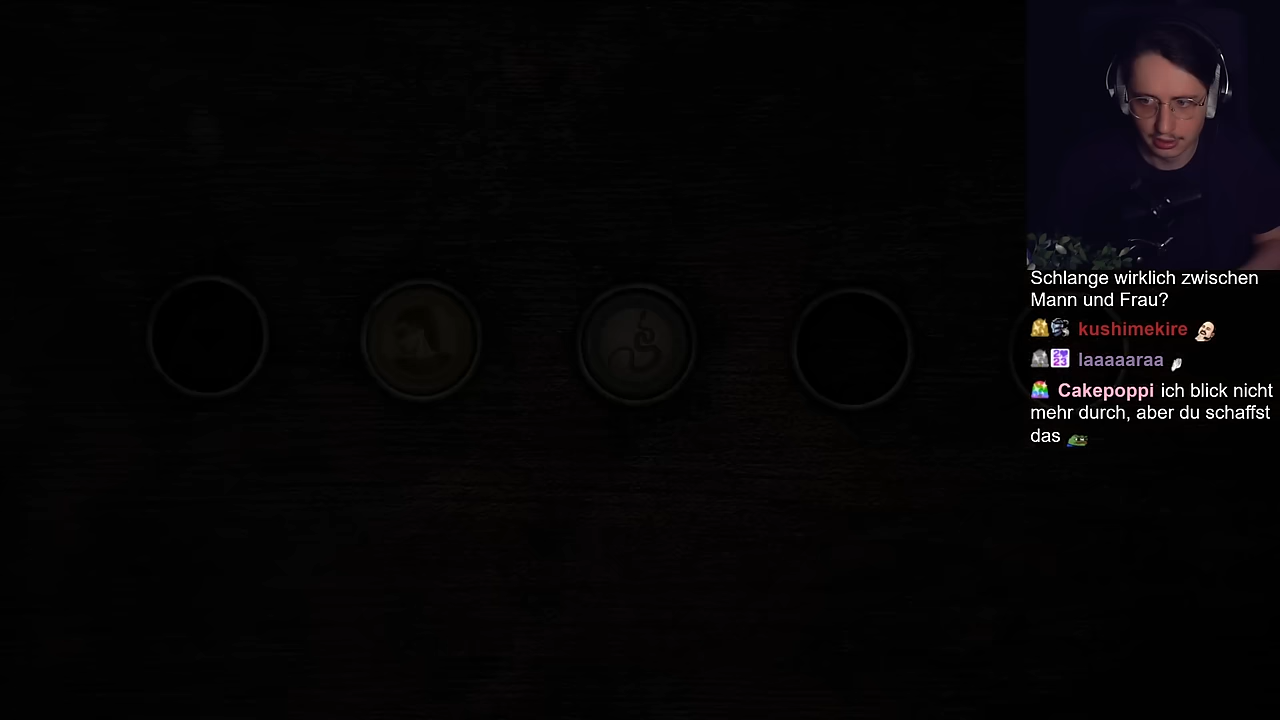 Schlange wirklich zwischen
Mann und Frau?
kushimekire
laaaaaraa
Cakepoppi ich blick nicht
mehr durch, aber du schaffst
das